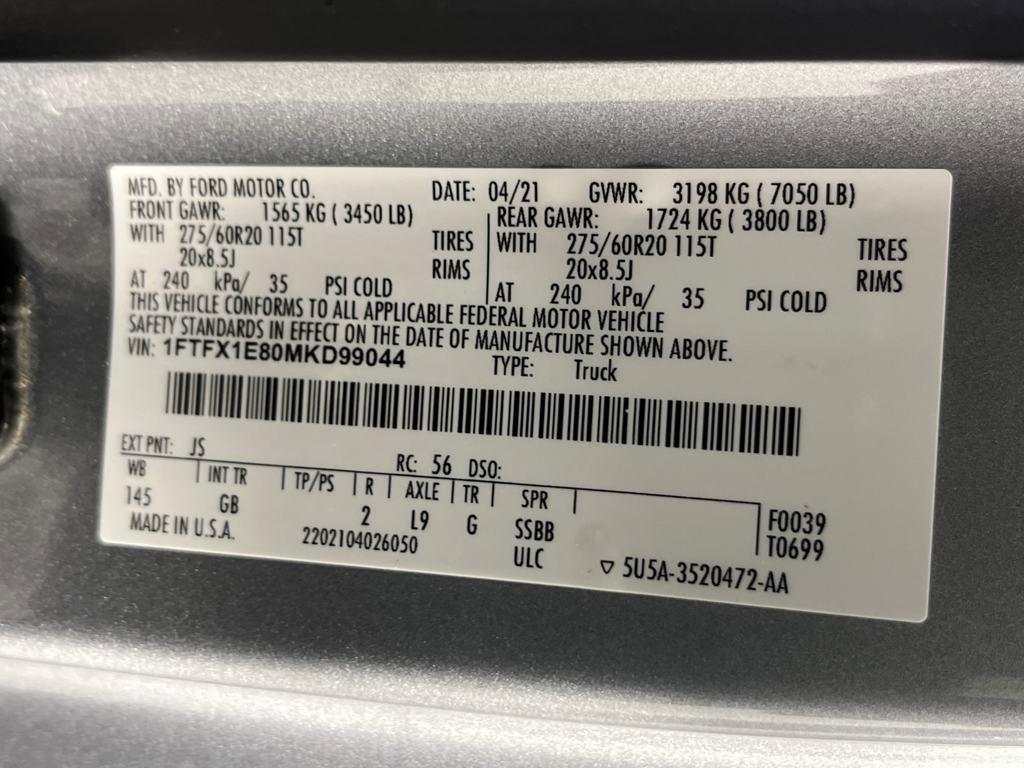 MFD. BY FORD MOTOR CO. DATE: 04/21 GVWR: 3198 KG ( 7050 LB)
FRONT GAWR: 1565 KG ( 3450 LB) REAR GAWR: 1724 KG ( 3800 LB)
WITH 275/60R20 115T TIRES WITH 275/60R20 115T TIRES
20x8.5J RIMS 20x8.5J RIMS
AT 240 kPa/ 35 PSI COLD AT 240 kPa/ 35 PSI COLD
THIS VEHICLE CONFORMS TO ALL APPLICABLE FEDERAL MOTOR VEHICLE
SAFETY STANDARDS IN EFFECT ON THE DATE OF MANUFACTURE SHOWN ABOVE.
VIN: 1FTFX1E80MKD99044 TYPE: Truck
EXT PNT: JS RC: 56 DSO:
WB INT TR TP/PS R AXLE TR SPR
145 GB 2 L9 G SSBB F0039
MADE IN U.S.A. 2202104026050 ULC T0699
▽ 5U5A-3520472-AA